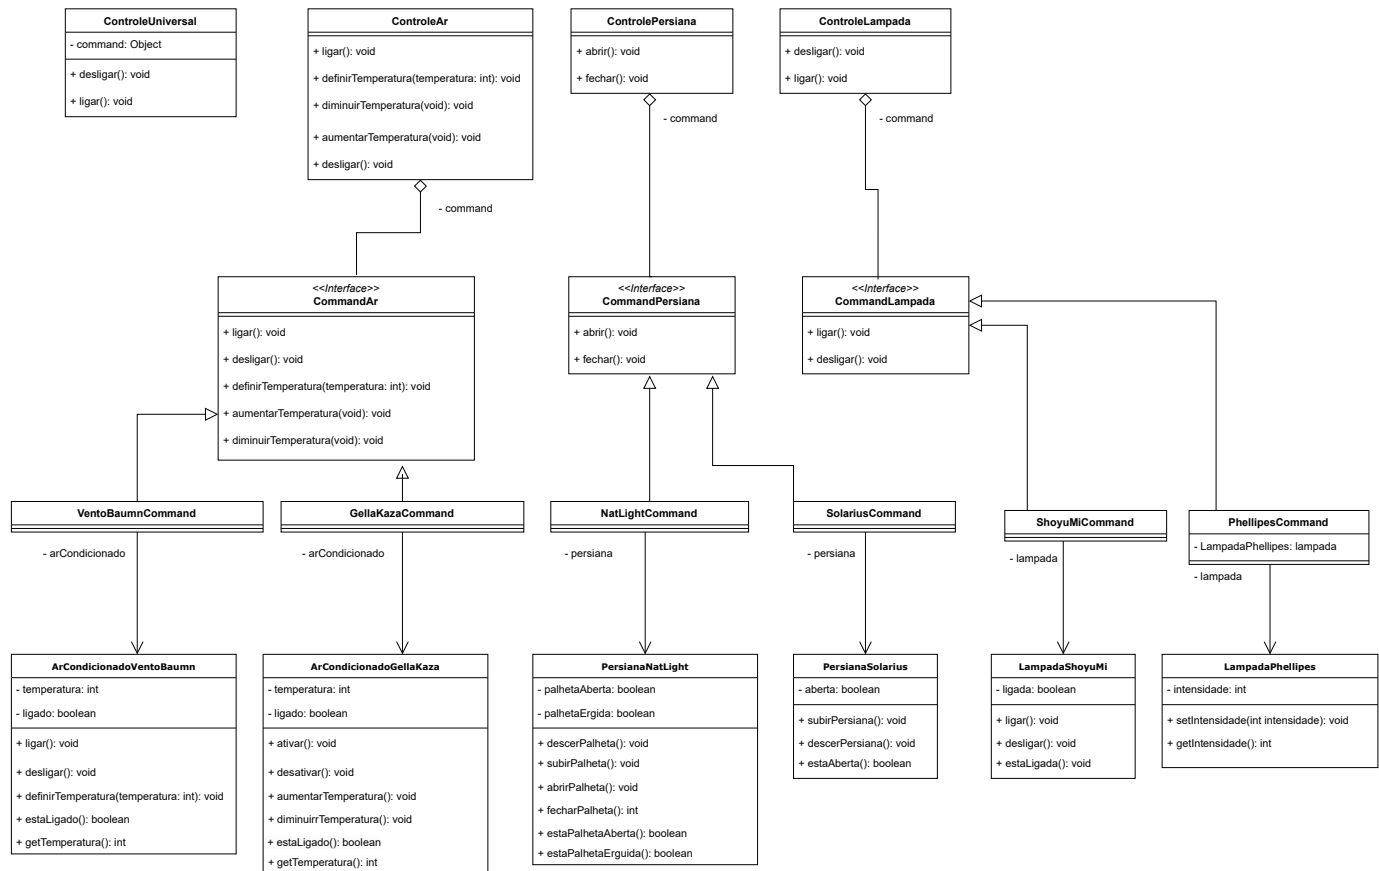 ControleUniversal
- command: Object
+ desligar(): void
+ ligar(): void
ControleAr
+ ligar(): void
+ definirTemperatura(temperatura: int): void
+ diminuirTemperatura(void): void
+ aumentarTemperatura(void): void
+ desligar(): void
- command
ControlePersiana
+ abrir(): void
+ fechar(): void
- command
ControleLampada
+ desligar(): void
+ ligar(): void
- command
<<Interface>>
CommandAr
+ ligar(): void
+ desligar(): void
+ definirTemperatura(temperatura: int): void
+ aumentarTemperatura(void): void
+ diminuirTemperatura(void): void
<<Interface>>
CommandPersiana
+ abrir(): void
+ fechar(): void
<<Interface>>
CommandLampada
+ ligar(): void
+ desligar(): void
VentoBaumnCommand
- arCondicionado
GellaKazaCommand
- arCondicionado
NatLightCommand
- persiana
SolariusCommand
- persiana
ShoyuMiCommand
- lampada
PhellipesCommand
- LampadaPhellipes: lampada
- lampada
ArCondicionadoVentoBaumn
- temperatura: int
- ligado: boolean
+ ligar(): void
+ desligar(): void
+ definirTemperatura(temperatura: int): void
+ estaLigado(): boolean
+ getTemperatura(): int
ArCondicionadoGellaKaza
- temperatura: int
- ligado: boolean
+ ativar(): void
+ desativar(): void
+ aumentarTemperatura(): void
+ diminuirrTemperatura(): void
+ estaLigado(): boolean
+ getTemperatura(): int
PersianaNatLight
- palhetaAberta: boolean
- palhetaErgida: boolean
+ descerPalheta(): void
+ subirPalheta(): void
+ abrirPalheta(): void
+ fecharPalheta(): int
+ estaPalhetaAberta(): boolean
+ estaPalhetaErguida(): boolean
PersianaSolarius
- aberta: boolean
+ subirPersiana(): void
+ descerPersiana(): void
+ estaAberta(): boolean
LampadaShoyuMi
- ligada: boolean
+ ligar(): void
+ desligar(): void
+ estaLigada(): void
LampadaPhellipes
- intensidade: int
+ setIntensidade(int intensidade): void
+ getIntensidade(): int